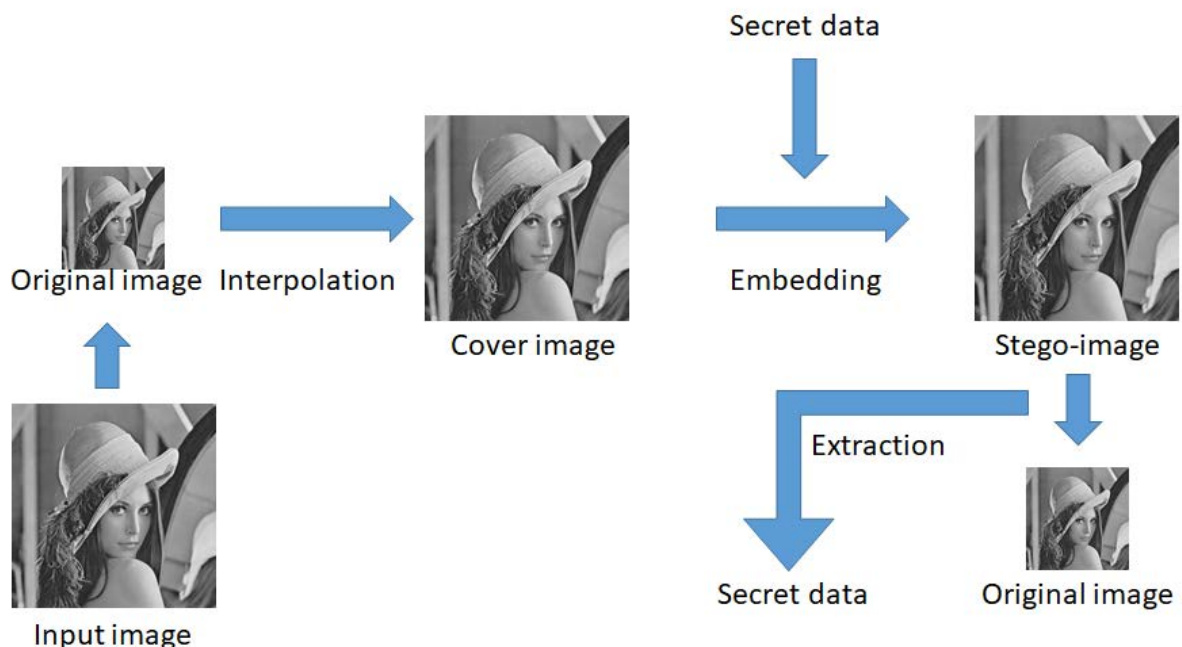 Secret data
Original image
Interpolation
Embedding
Cover image
Stego-image
Extraction
Secret data
Original image
Input image